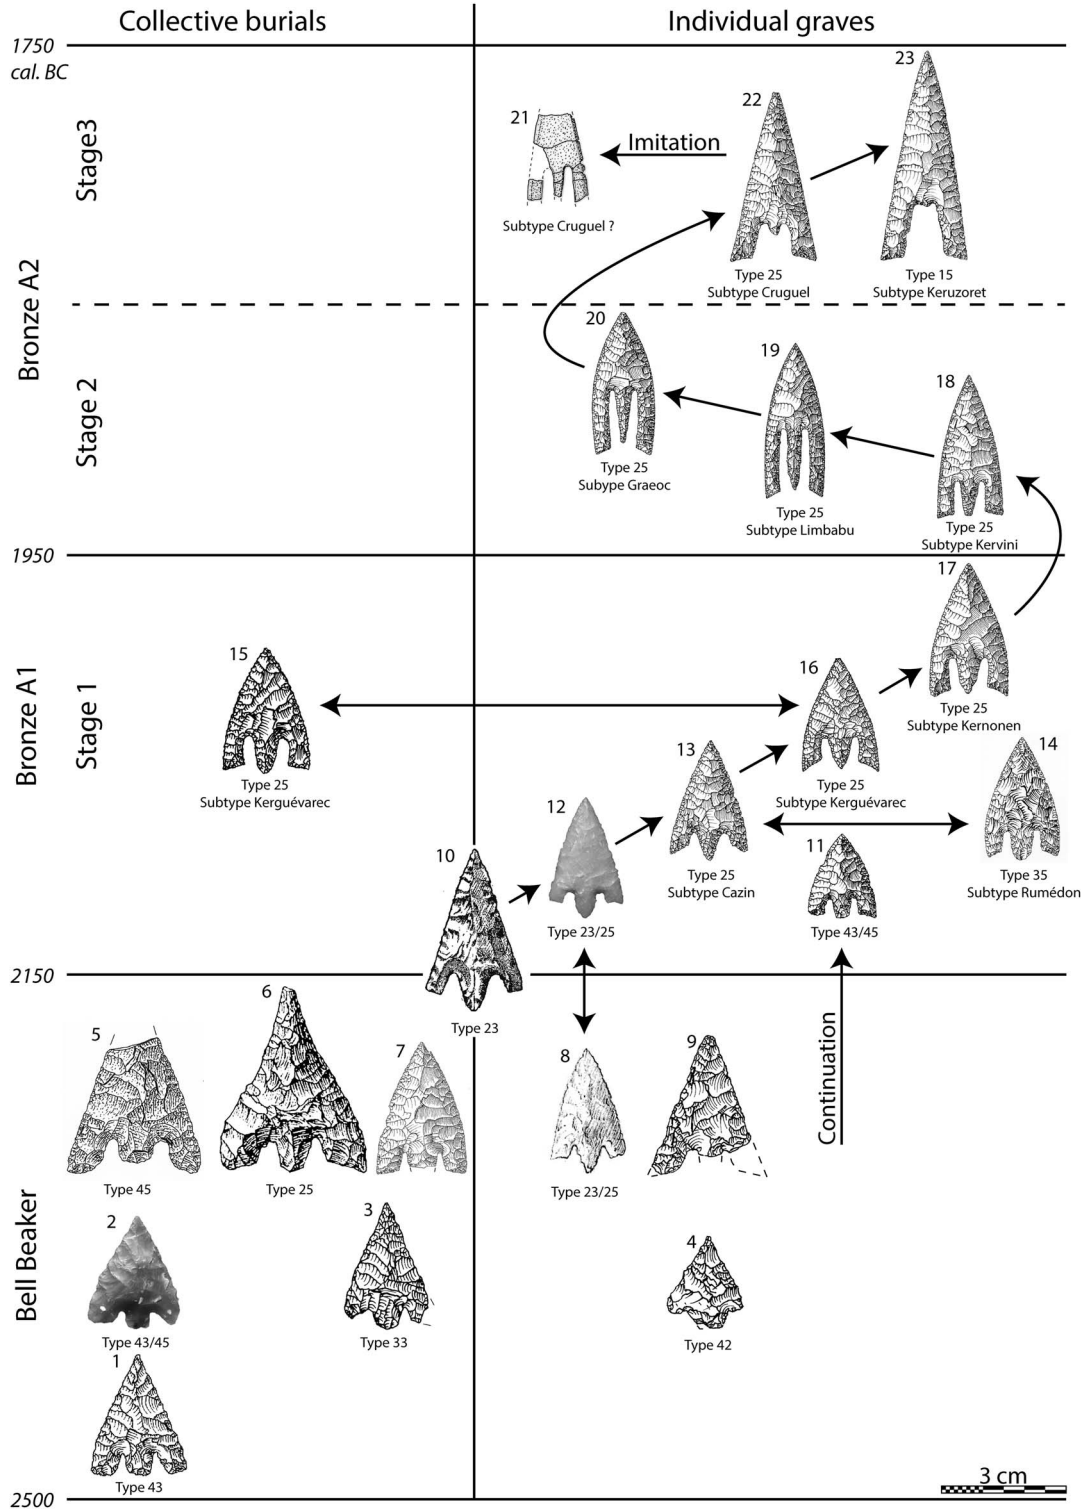 Collective burials
Individual graves
1750
cal. BC
Stage3
21
Subtype Cruguel ?
Imitation
22
Type 25
Subtype Cruguel
23
Type 15
Subtype Keruzoret
Bronze A2
Stage 2
20
Type 25
Subype Graeoc
19
Type 25
Subtype Limbabu
18
Type 25
Subtype Kervini
1950
Bronze A1
Stage 1
15
Type 25
Subtype Kerguévarec
17
Type 25
Subtype Kernonen
16
Type 25
Subtype Kerguévarec
13
Type 25
Subtype Cazin
14
Type 35
Subtype Rumédon
12
Type 23/25
11
Type 43/45
10
Type 23
2150
Bell Beaker
5
Type 45
6
Type 25
7
8
Type 23/25
9
Continuation
2
Type 43/45
3
Type 33
4
Type 42
1
Type 43
3 cm
2500